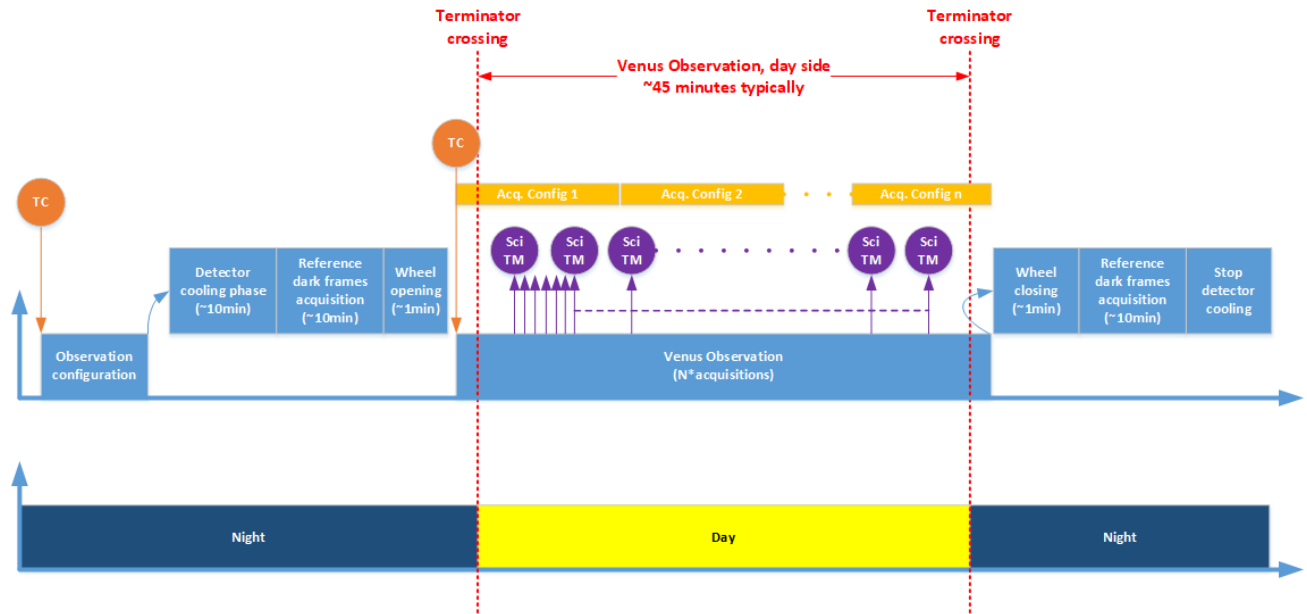 Terminator
crossing
Terminator
crossing
Venus Observation, day side
~45 minutes typically
TC
TC
Acq. Config 1
Acq. Config 2
Acq. Config n
Sci
TM
Sci
TM
Sci
TM
Sci
TM
Sci
TM
Detector
cooling phase
(~10min)
Reference
dark frames
acquisition
(~10min)
Wheel
opening
(~1min)
Wheel
closing
(~1min)
Reference
dark frames
acquisition
(~10min)
Stop
detector
cooling
Observation
configuration
Venus Observation
(N*acquisitions)
Night
Day
Night